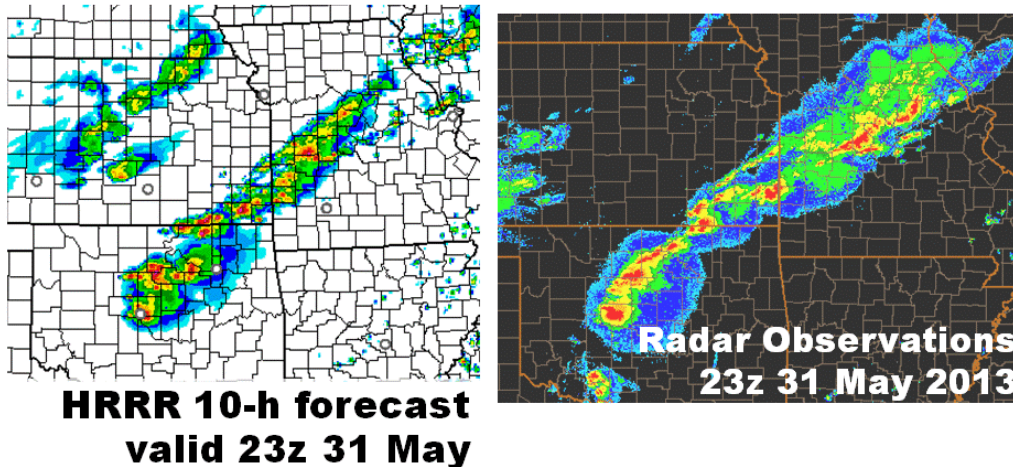 HRRR 10-h forecast
valid 23z 31 May
Radar Observations
23z 31 May 2013